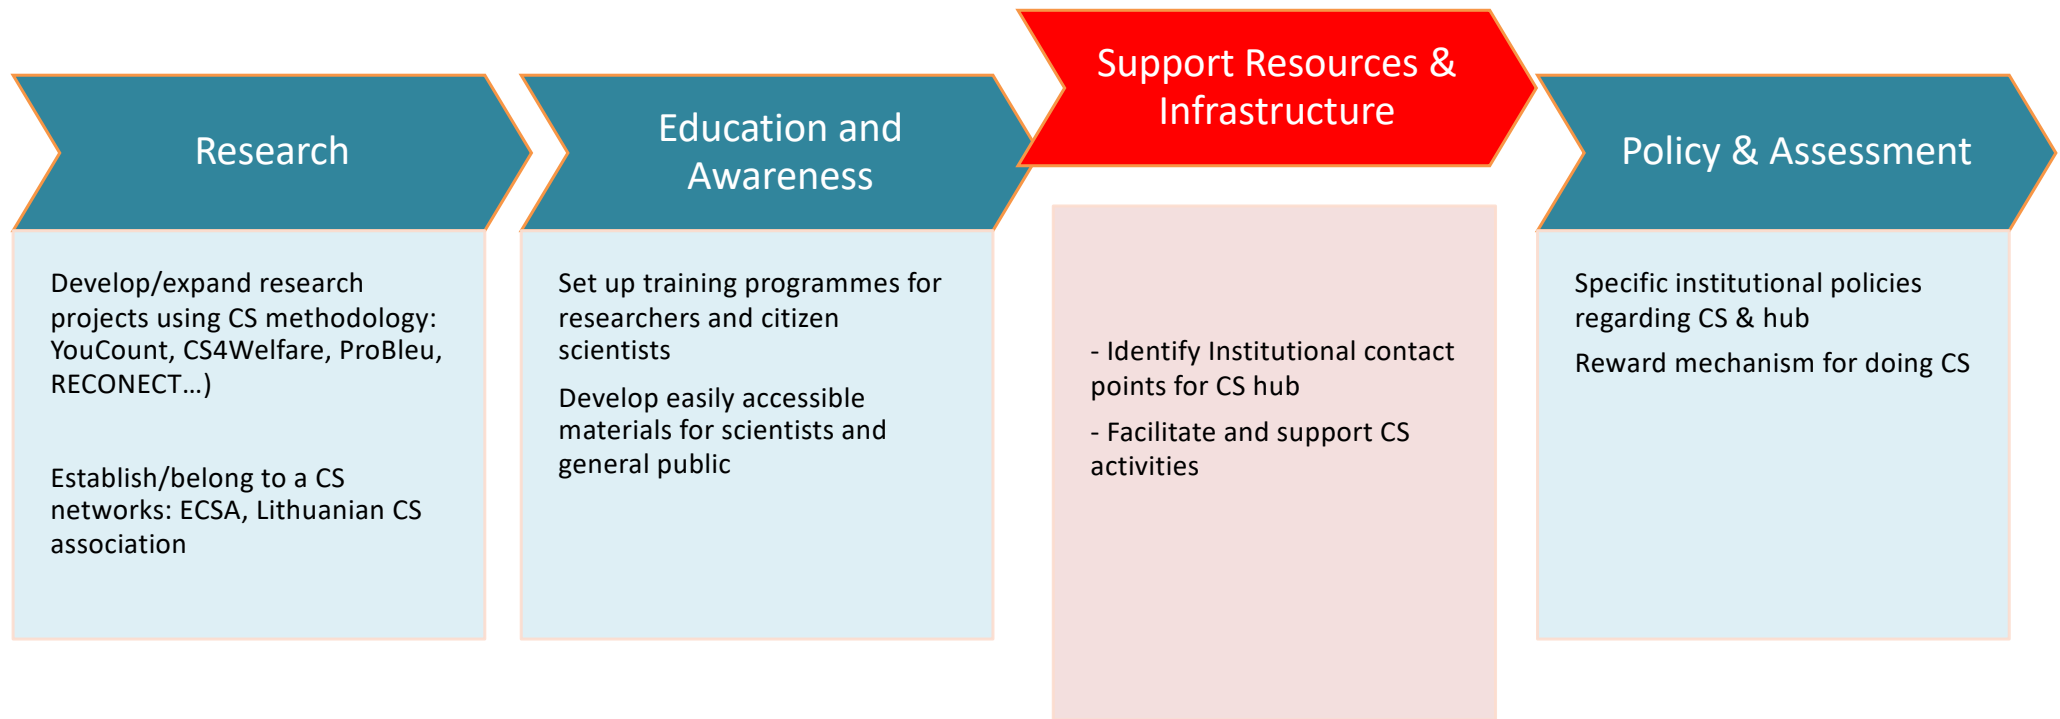 Research
Develop/expand research
projects using CS methodology:
YouCount, CS4Welfare, ProBleu,
RECONECT…)
Establish/belong to a CS
networks: ECSA, Lithuanian CS
association
Education and
Awareness
Set up training programmes for
researchers and citizen
scientists
Develop easily accessible
materials for scientists and
general public
Support Resources &
Infrastructure
- Identify Institutional contact
points for CS hub
- Facilitate and support CS
activities
Policy & Assessment
Specific institutional policies
regarding CS & hub
Reward mechanism for doing CS